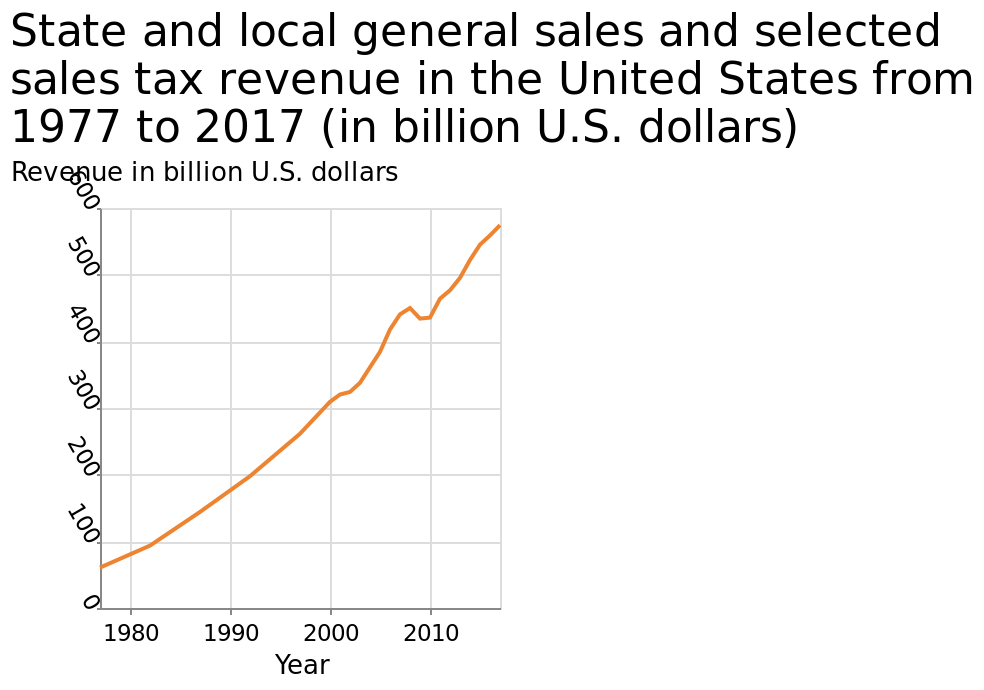 State and local general sales and selected
sales tax revenue in the United States from
1977 to 2017 (in billion U.S. dollars)
Revenue in billion U.S. dollars
600
500
400
300
200
100
0
1980 1990 2000 2010
Year